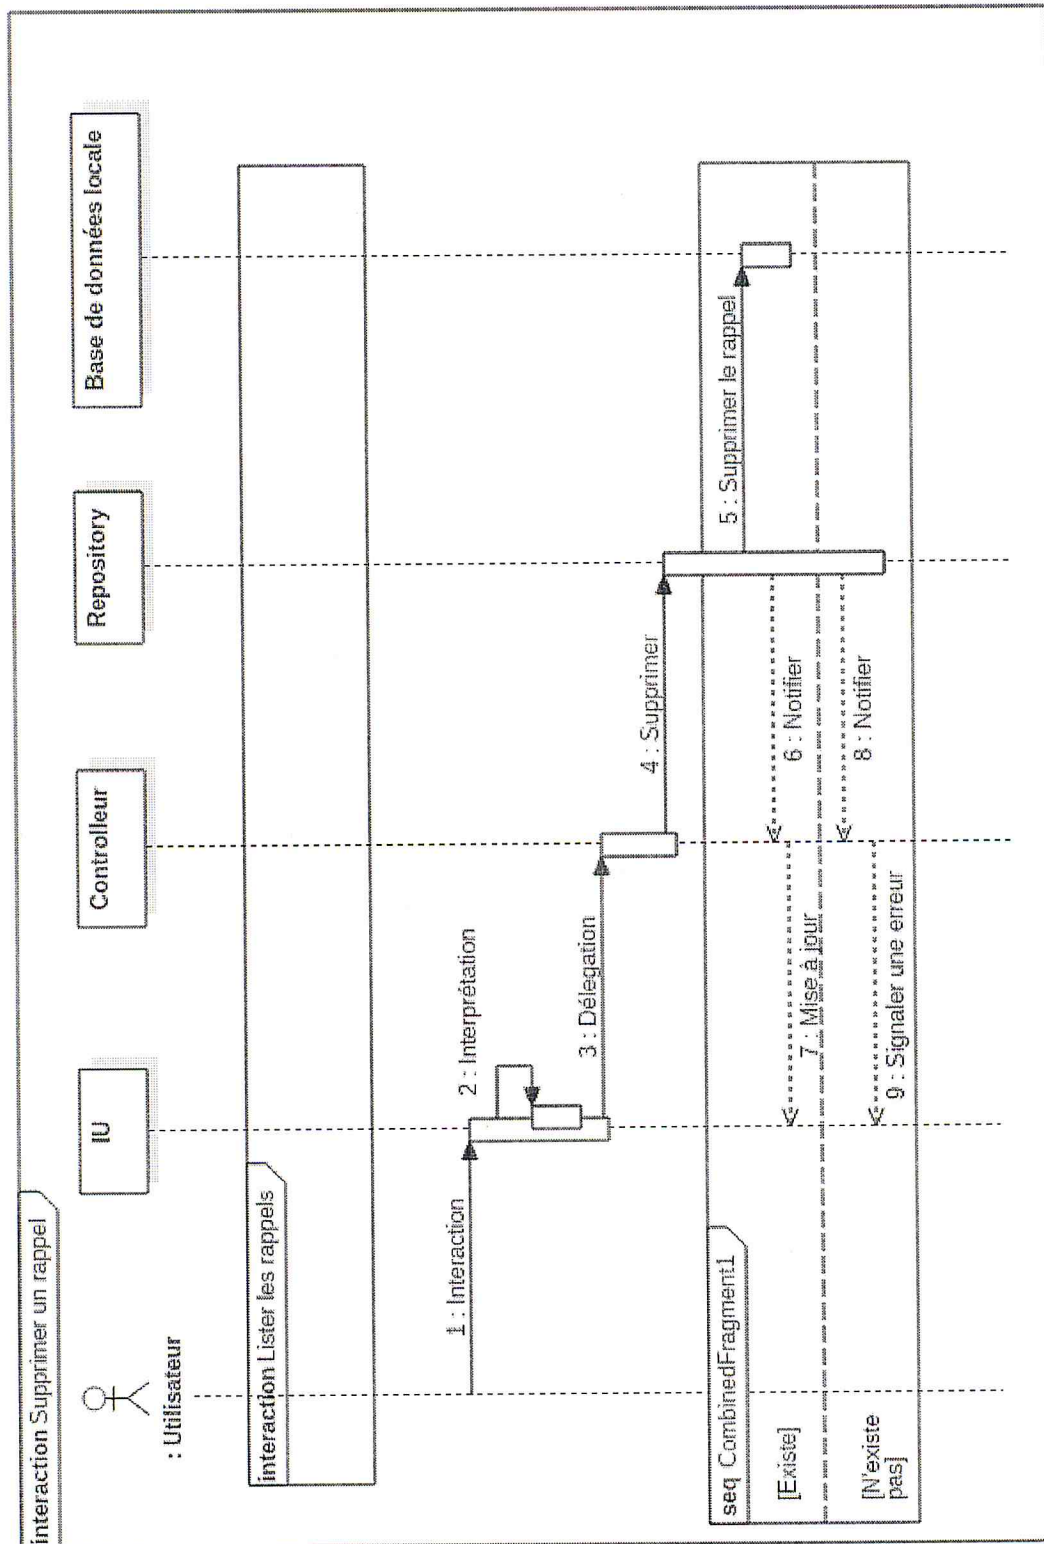 interaction Supprimer un rappel
: Utilisateur
IU
Controlleur
Repository
Base de données locale
interaction Lister les rappels
1 : Interaction
2 : Interprétation
3 : Délegation
4 : Supprimer
seq CombinedFragment1
[Existe]
5 : Supprimer le rappel
6 : Notifier
7 : Mise à jour
[N'existe
pas]
8 : Notifier
9 : Signaler une erreur